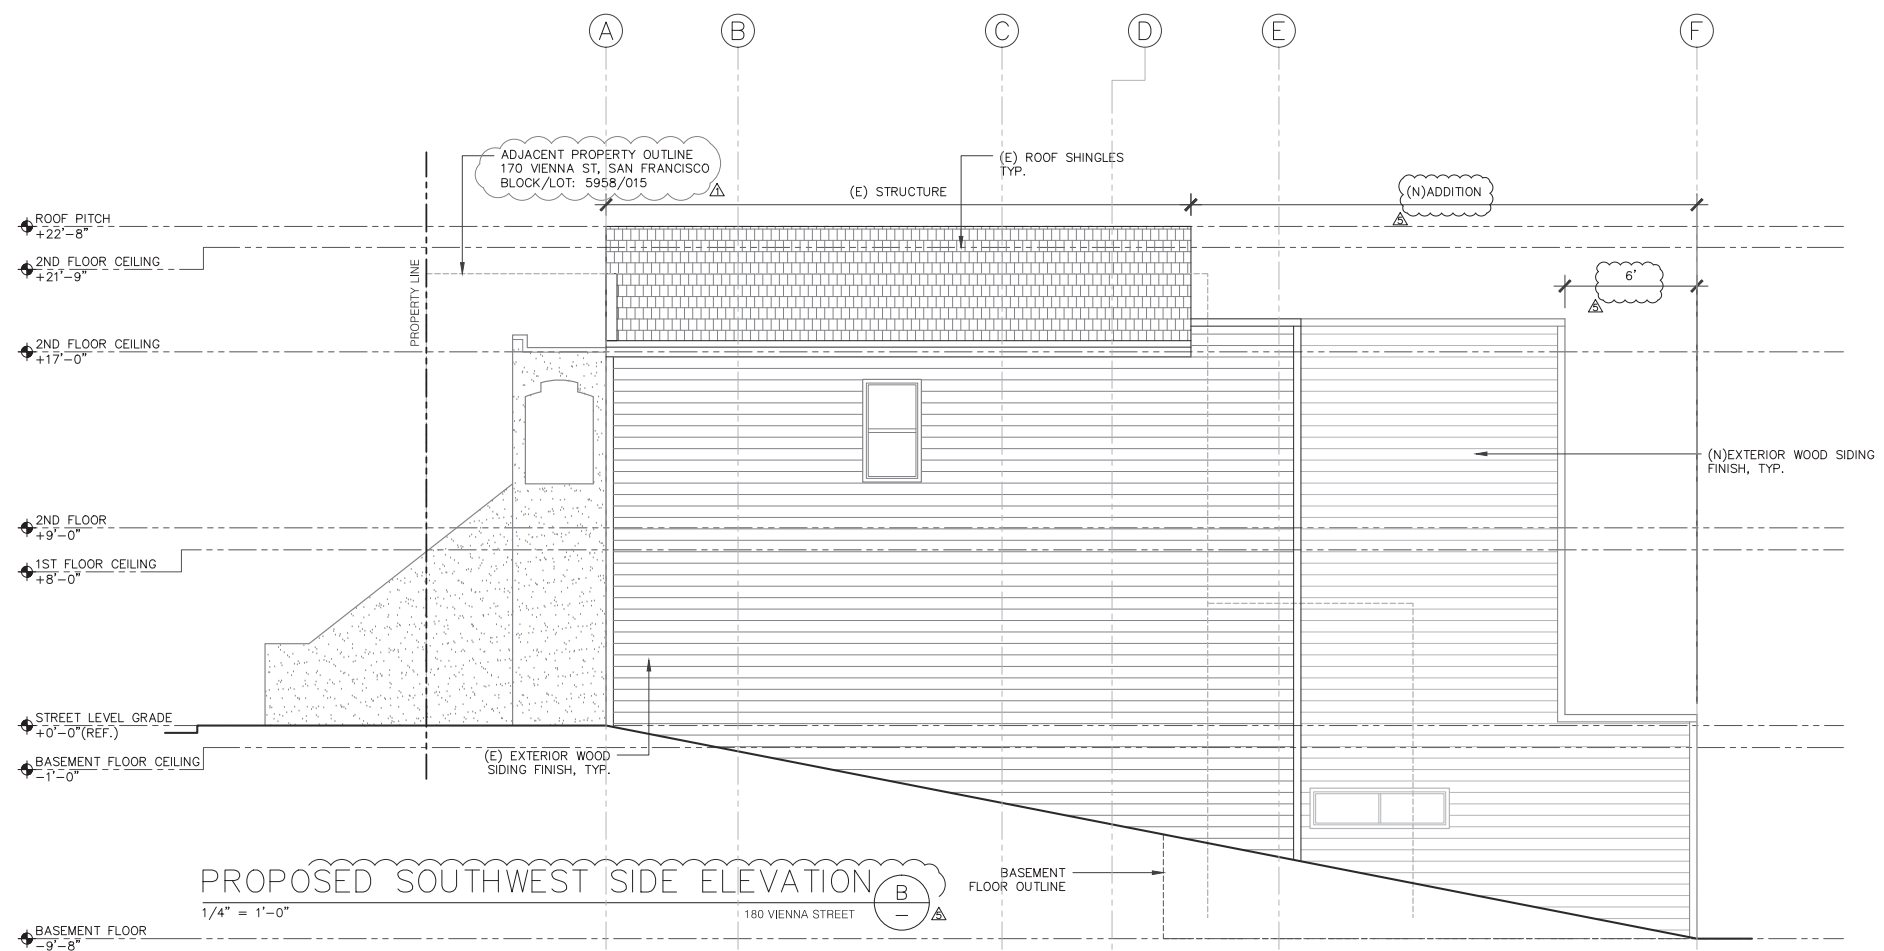 A
B
C
D
E
F
ADJACENT PROPERTY OUTLINE
170 VIENNA ST, SAN FRANCISCO
BLOCK/LOT: 5958/015
1
(E) ROOF SHINGLES
TYP.
(E) STRUCTURE
(N)ADDITION
5
ROOF PITCH
+22'-8"
2ND FLOOR CEILING
+21'-9"
PROPERTY LINE
6'
5
2ND FLOOR CEILING
+17'-0"
(N)EXTERIOR WOOD SIDING
FINISH, TYP.
2ND FLOOR
+9'-0"
1ST FLOOR CEILING
+8'-0"
STREET LEVEL GRADE
+0'-0"(REF.)
BASEMENT FLOOR CEILING
-1'-0"
(E) EXTERIOR WOOD
SIDING FINISH, TYP.
BASEMENT
FLOOR OUTLINE
PROPOSED SOUTHWEST SIDE ELEVATION
B
–
1/4" = 1'-0"
180 VIENNA STREET
5
BASEMENT FLOOR
-9'-8"